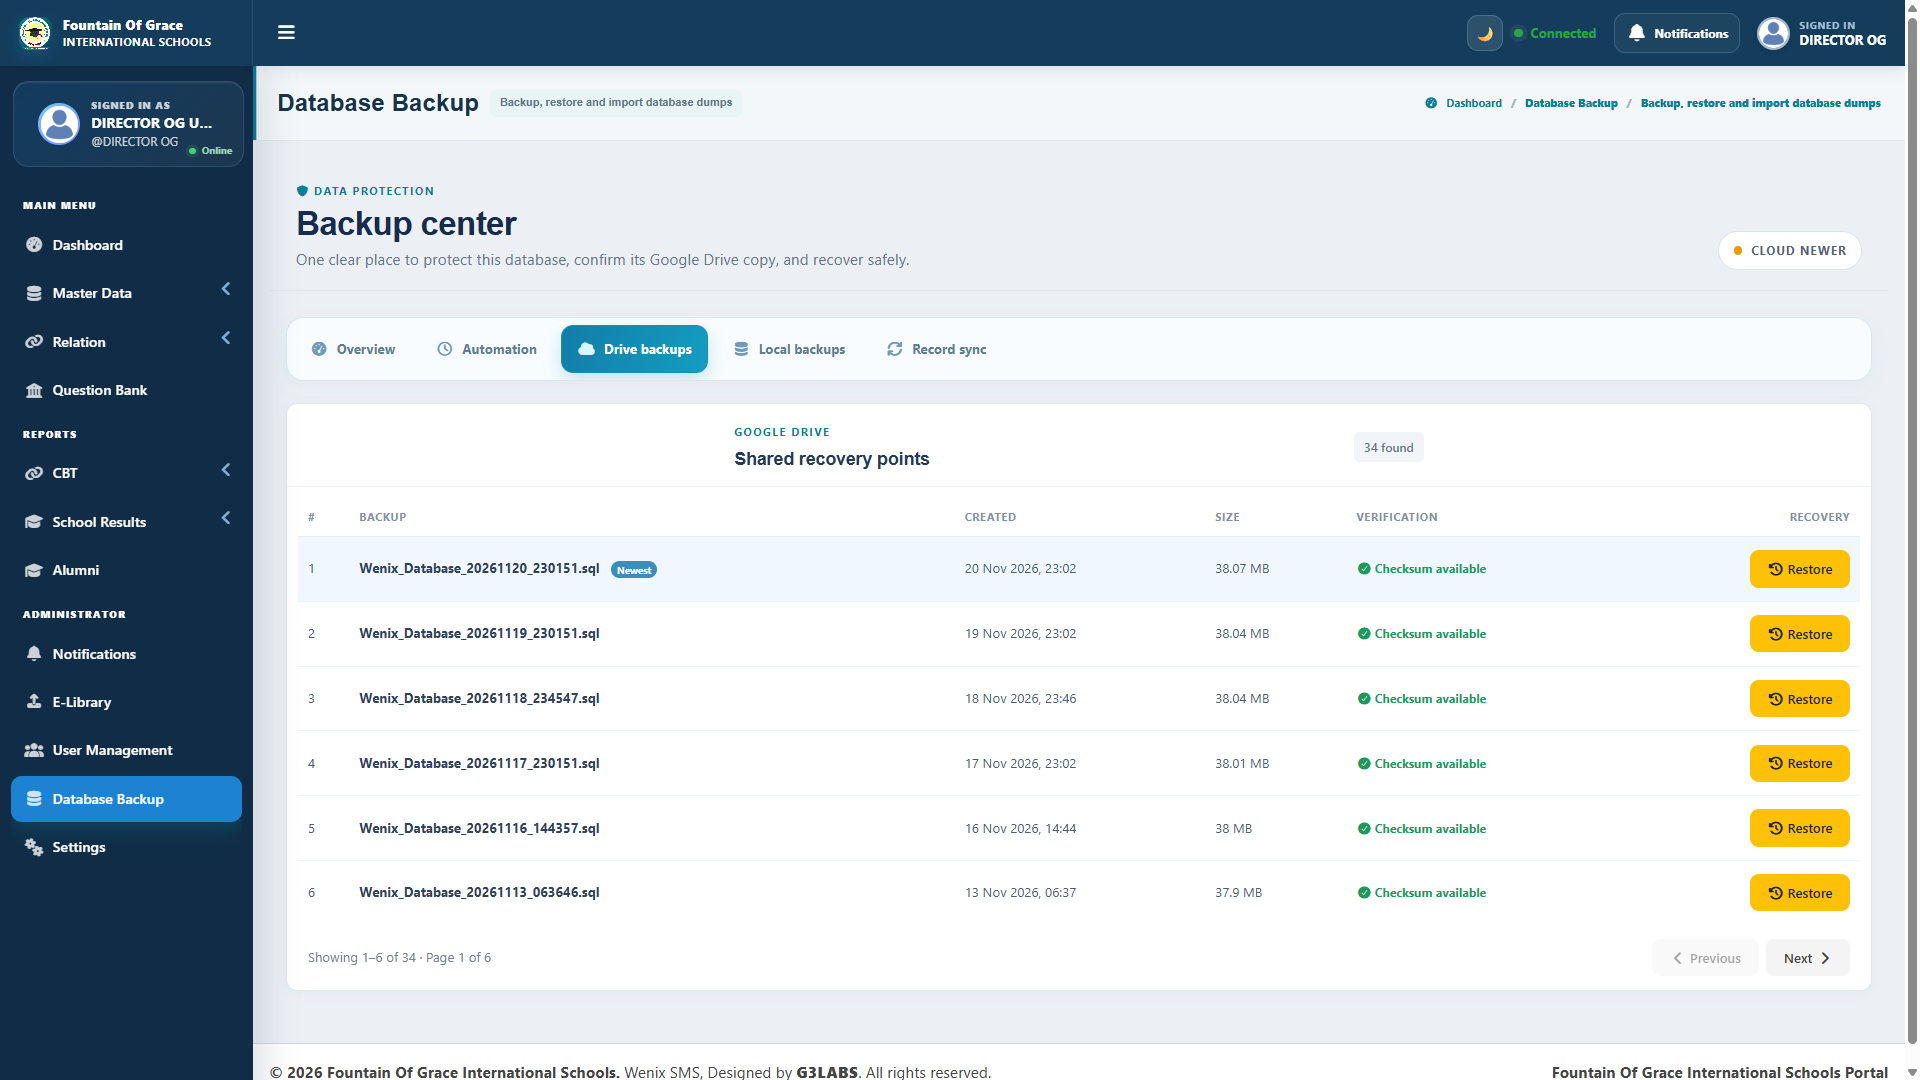 Fountain Of Grace
INTERNATIONAL SCHOOLS
Connected
Notifications
SIGNED IN
DIRECTOR OG
SIGNED IN AS
DIRECTOR OG U...
@DIRECTOR OG
Online
MAIN MENU
Dashboard
Master Data
Relation
Question Bank
REPORTS
CBT
School Results
Alumni
ADMINISTRATOR
Notifications
E-Library
User Management
Database Backup
Settings
Database Backup
Backup, restore and import database dumps
Dashboard / Database Backup / Backup, restore and import database dumps
DATA PROTECTION
Backup center
One clear place to protect this database, confirm its Google Drive copy, and recover safely.
CLOUD NEWER
Overview
Automation
Drive backups
Local backups
Record sync
GOOGLE DRIVE
Shared recovery points
34 found
# BACKUP CREATED SIZE VERIFICATION RECOVERY
1 Wenix_Database_20261120_230151.sql Newest 20 Nov 2026, 23:02 38.07 MB Checksum available Restore
2 Wenix_Database_20261119_230151.sql 19 Nov 2026, 23:02 38.04 MB Checksum available Restore
3 Wenix_Database_20261118_234547.sql 18 Nov 2026, 23:46 38.04 MB Checksum available Restore
4 Wenix_Database_20261117_230151.sql 17 Nov 2026, 23:02 38.01 MB Checksum available Restore
5 Wenix_Database_20261116_144357.sql 16 Nov 2026, 14:44 38 MB Checksum available Restore
6 Wenix_Database_20261113_063646.sql 13 Nov 2026, 06:37 37.9 MB Checksum available Restore
Showing 1–6 of 34 · Page 1 of 6
Previous
Next
© 2026 Fountain Of Grace International Schools. Wenix SMS, Designed by G3LABS. All rights reserved.
Fountain Of Grace International Schools Portal